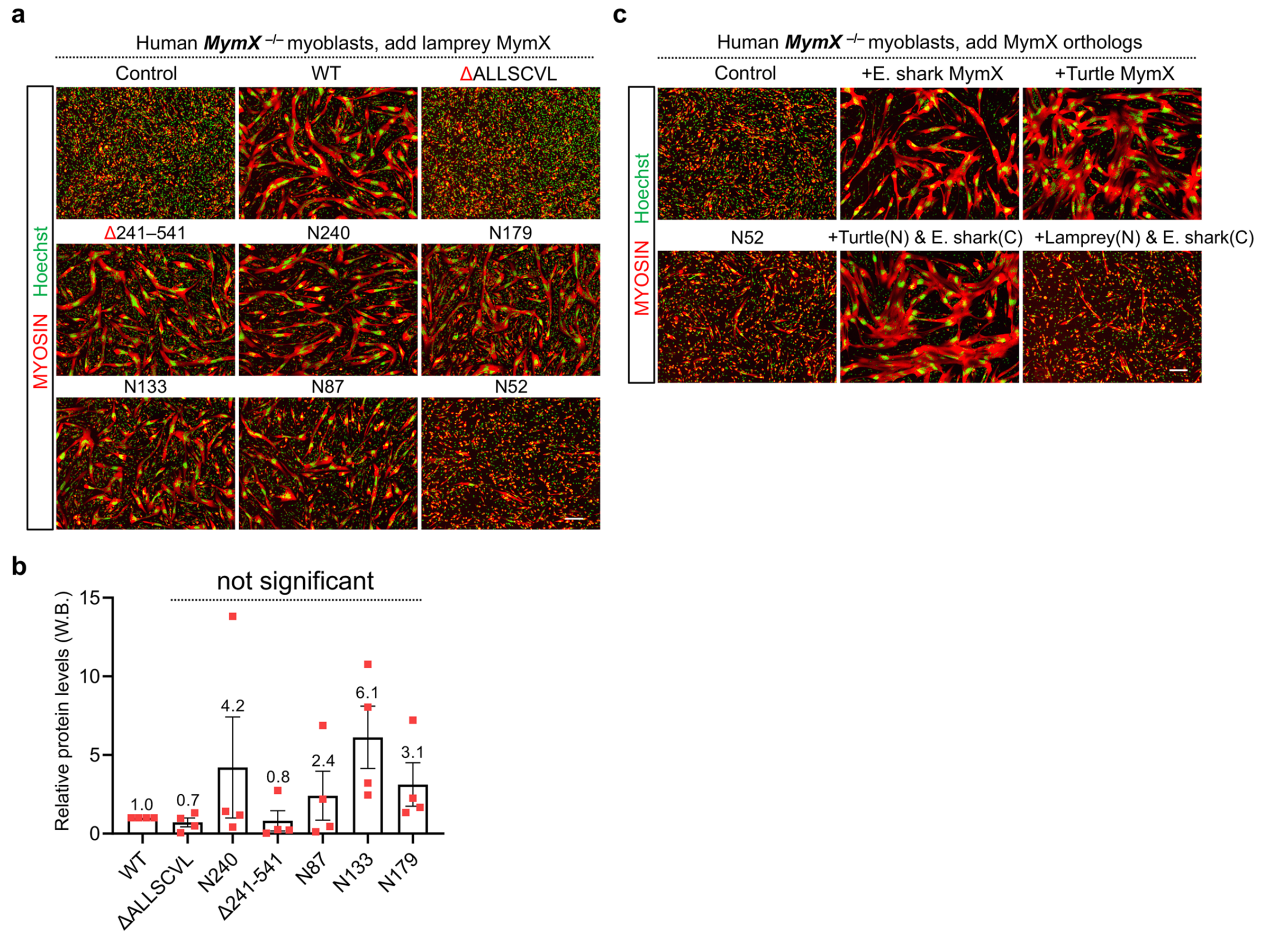 a
Human MymX –/– myoblasts, add lamprey MymX
Control WT ΔALLSCVL
Δ241–541 N240 N179
N133 N87 N52
MYOSIN Hoechst
b
not significant
Relative protein levels (W.B.)
15
10
5
0
1.0 0.7 4.2 0.8 2.4 6.1 3.1
WT ΔALLSCVL N240 Δ241-541 N87 N133 N179
c
Human MymX –/– myoblasts, add MymX orthologs
Control +E. shark MymX +Turtle MymX
N52 +Turtle(N) & E. shark(C) +Lamprey(N) & E. shark(C)
MYOSIN Hoechst